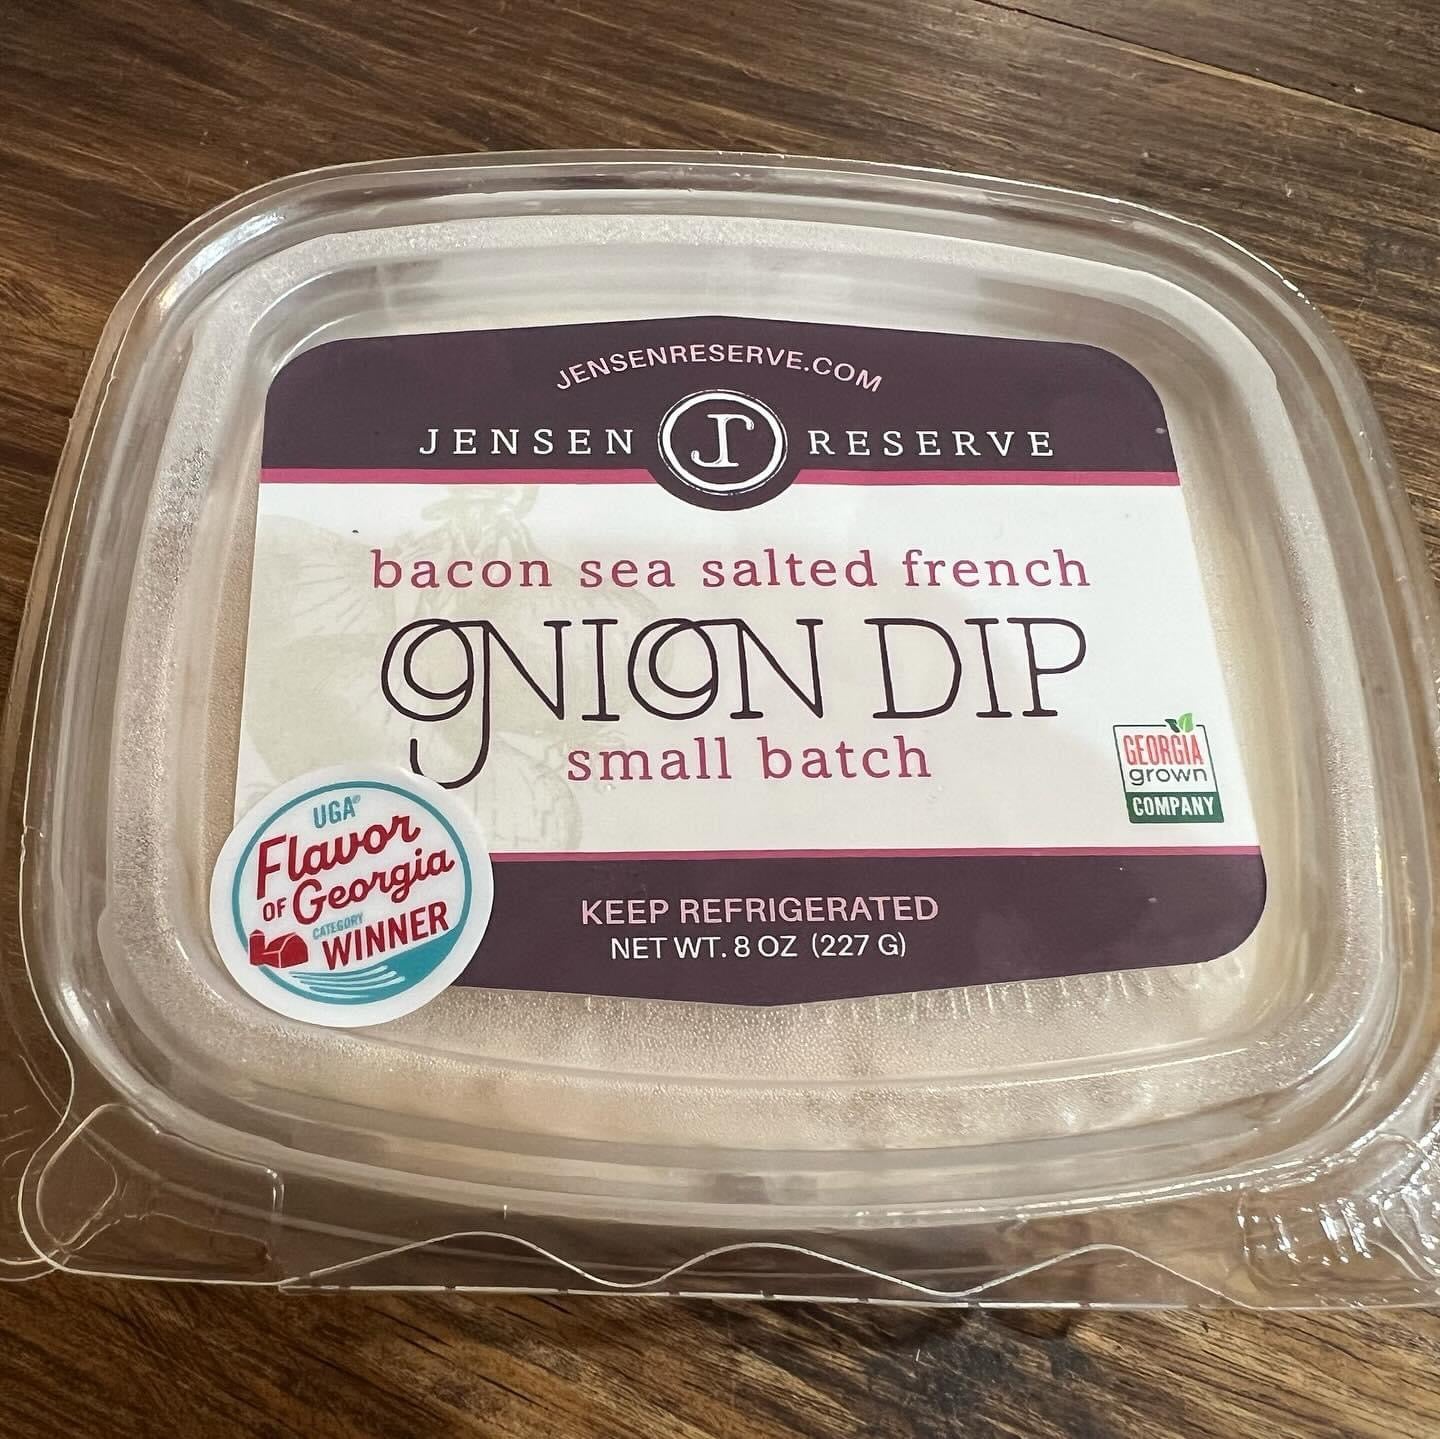 JENSENRESERVE.COM
JENSEN JR RESERVE
bacon sea salted french
ONION DIP
small batch
GEORGIA
grown
COMPANY
UGA®
Flavor
OF Georgia
CATEGORY
WINNER
KEEP REFRIGERATED
NET WT. 8 OZ (227 G)